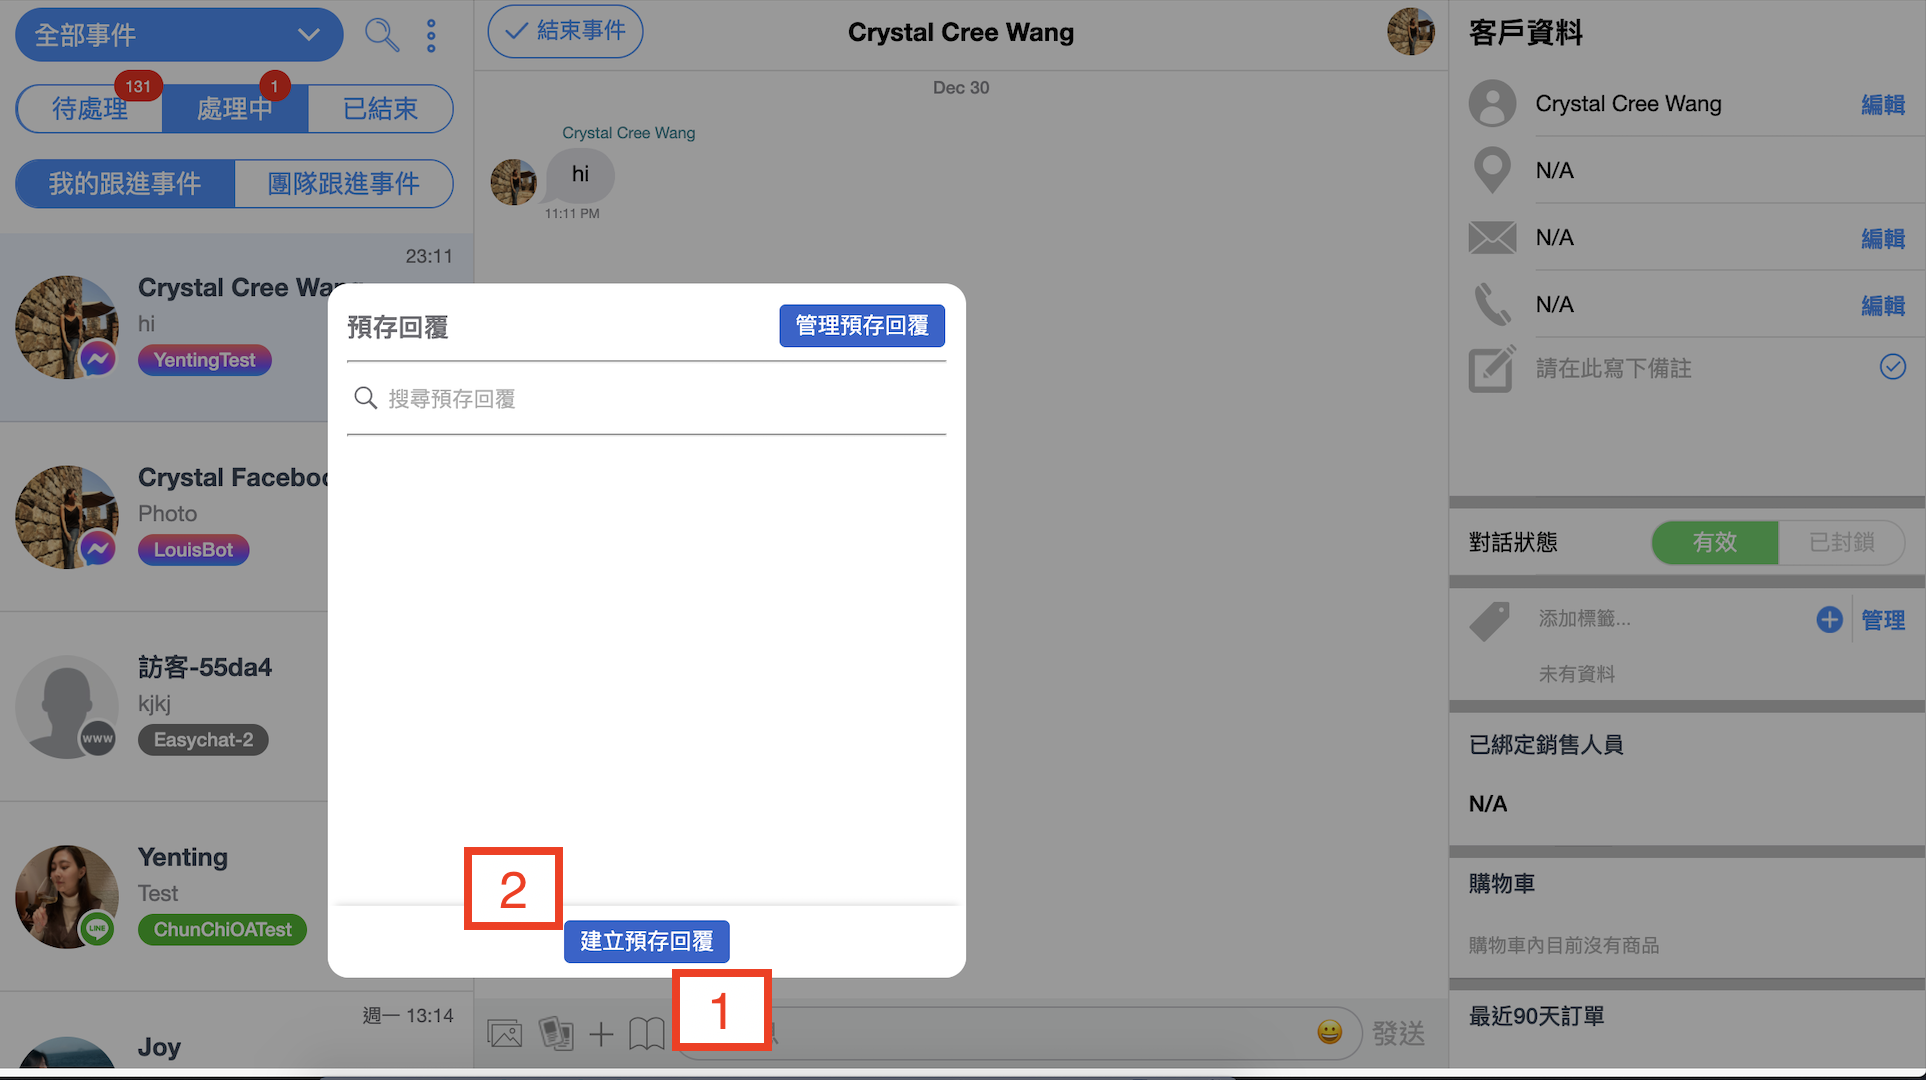 全部事件
待處理
131
處理中
1
已結束
我的跟進事件
團隊跟進事件
23:11
Crystal Cree Wang
hi
YentingTest
Crystal Faceboo
Photo
LouisBot
訪客-55da4
kjkj
www
Easychat-2
Yenting
Test
LINE
ChunChiOATest
週一 13:14
Joy
結束事件
Crystal Cree Wang
Dec 30
Crystal Cree Wang
hi
11:11 PM
預存回覆
管理預存回覆
搜尋預存回覆
2
建立預存回覆
1
發送
客戶資料
Crystal Cree Wang
編輯
N/A
N/A
編輯
N/A
編輯
請在此寫下備註
對話狀態
有效
已封鎖
添加標籤...
管理
未有資料
已綁定銷售人員
N/A
購物車
購物車內目前沒有商品
最近90天訂單